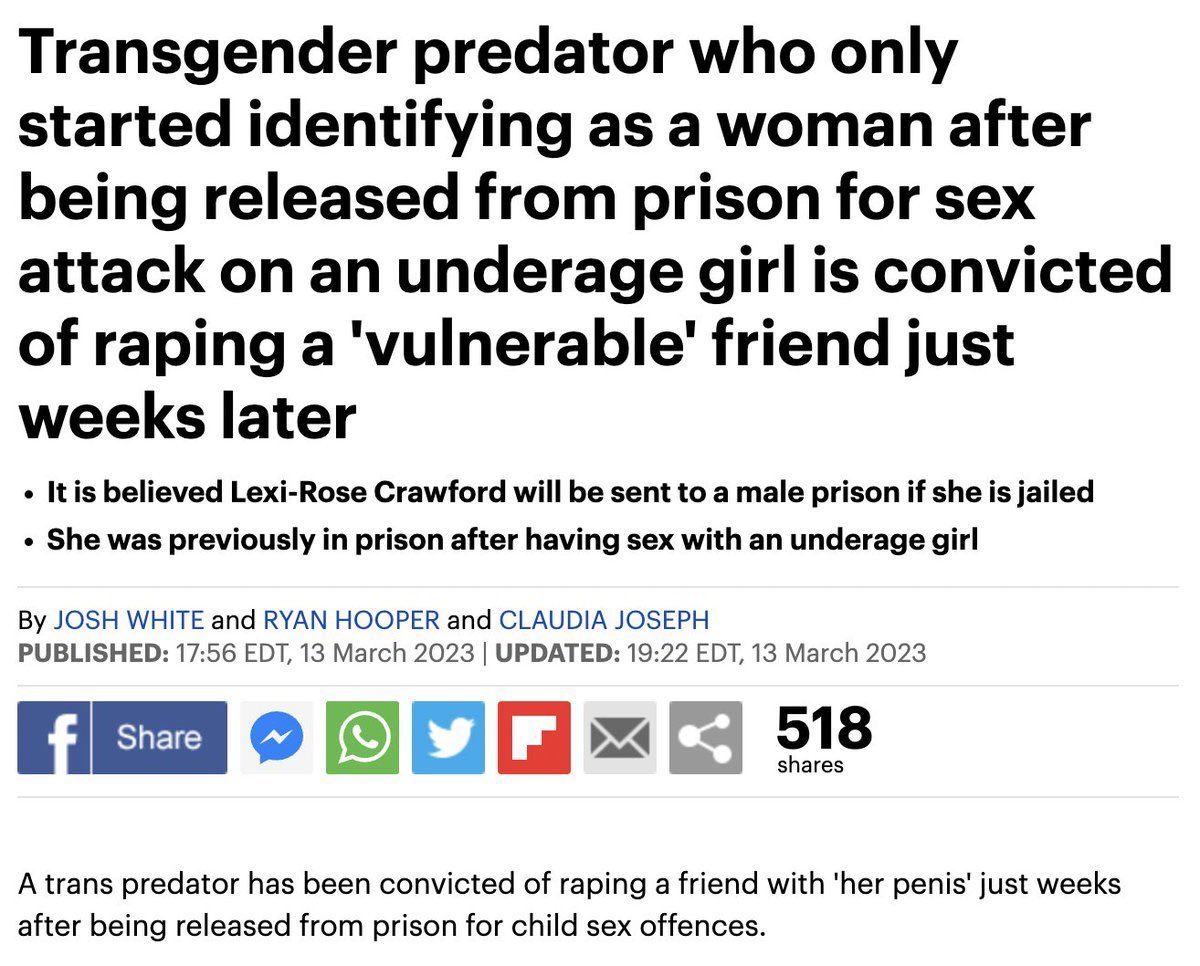 Transgender predator who only
started identifying as a woman after
being released from prison for sex
attack on an underage girl is convicted
of raping a 'vulnerable' friend just
weeks later
• It is believed Lexi-Rose Crawford will be sent to a male prison if she is jailed
• She was previously in prison after having sex with an underage girl
By JOSH WHITE and RYAN HOOPER and CLAUDIA JOSEPH
PUBLISHED: 17:56 EDT, 13 March 2023 | UPDATED: 19:22 EDT, 13 March 2023
f Share 518
shares
A trans predator has been convicted of raping a friend with 'her penis' just weeks
after being released from prison for child sex offences.